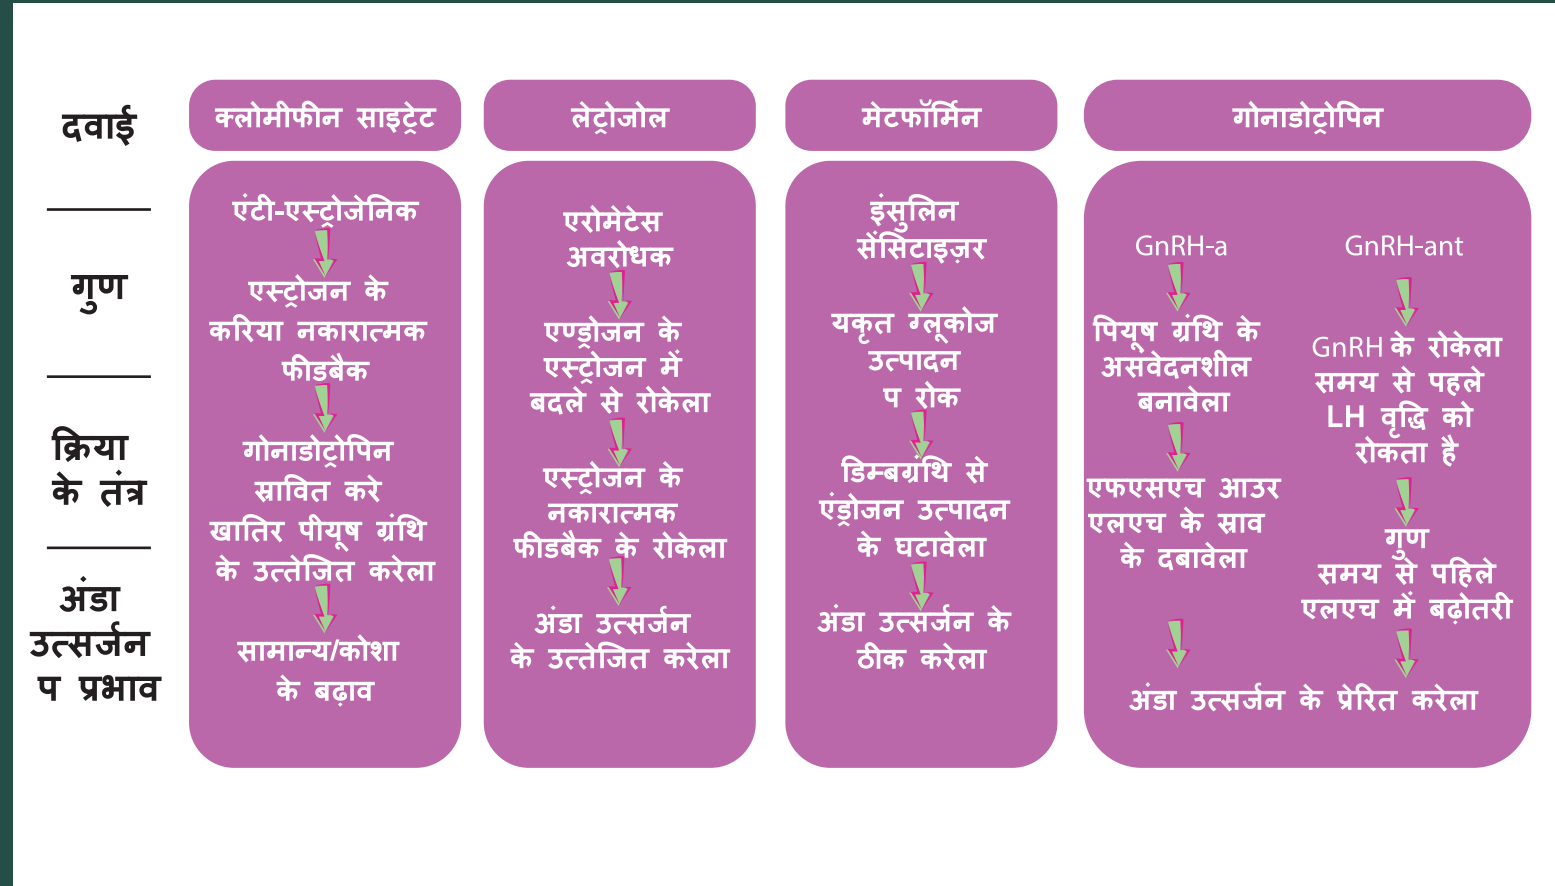 दवाई
गुण
क्रिया
के तंत्र
अंडा
उत्सर्जन
प प्रभाव
क्लोमीफीन साइट्रेट
एंटी-एस्ट्रोजेनिक
एस्ट्रोजन के
करिया नकारात्मक
फीडबैक
गोनाडोट्रोपिन
स्रावित करे
खातिर पीयूष ग्रंथि
के उत्तेजित करेला
सामान्य/कोशा
के बढ़ाव
लेट्रोजोल
एरोमेटेस
अवरोधक
एण्ड्रोजन के
एस्ट्रोजन में
बदले से रोकेला
एस्ट्रोजन के
नकारात्मक
फीडबैक के रोकेला
अंडा उत्सर्जन
के उत्तेजित करेला
मेटफॉर्मिन
इंसुलिन
सेंसिटाइज़र
यकृत ग्लूकोज
उत्पादन
प रोक
डिम्बग्रंथि से
एंड्रोजन उत्पादन
के घटावेला
अंडा उत्सर्जन के
ठीक करेला
गोनाडोट्रोपिन
GnRH-a
पियूष ग्रंथि के
असंवेदनशील
बनावेला
एफएसएच आउर
एलएच के स्राव
के दबावेला
GnRH-ant
GnRH के रोकेला
समय से पहले
LH वृद्धि को
रोकता है
गुण
समय से पहिले
एलएच में बढ़ोतरी
अंडा उत्सर्जन के प्रेरित करेला